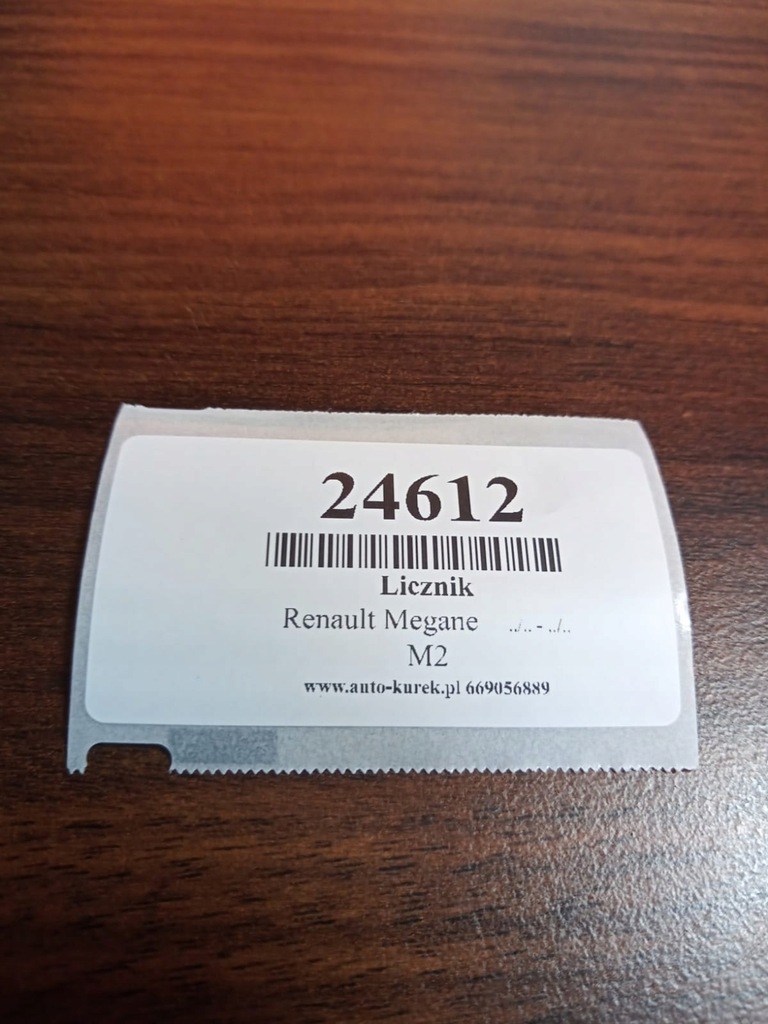 24612
Licznik
Renault Megane ../.. - ../..
M2
www.auto-kurek.pl 669056889